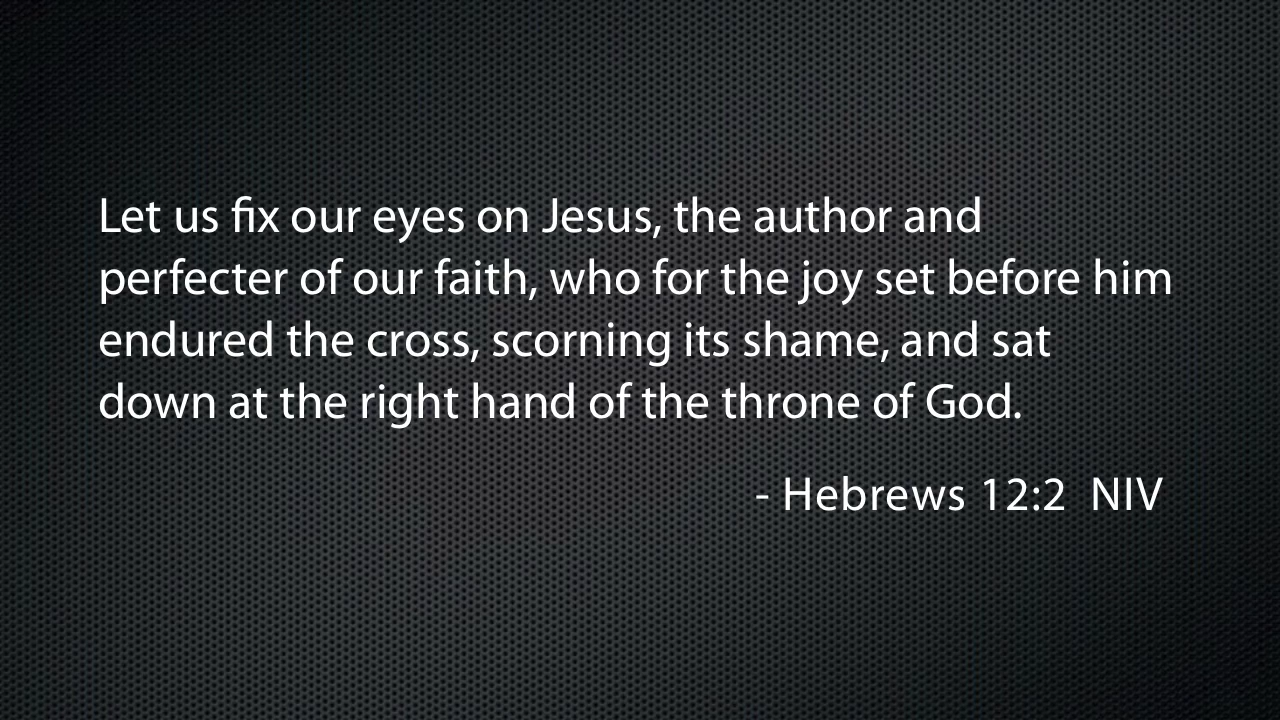 Let us fix our eyes on Jesus, the author and
perfecter of our faith, who for the joy set before him
endured the cross, scorning its shame, and sat
down at the right hand of the throne of God.
- Hebrews 12:2  NIV